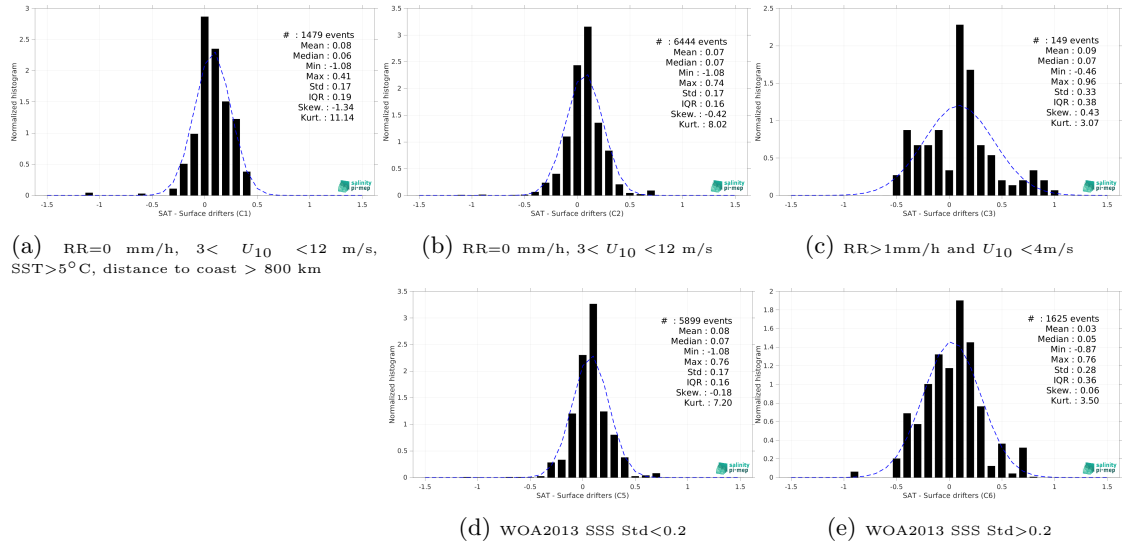 Normalized histogram
3
2.5
2
1.5
1
0.5
0
# : 1479 events
Mean : 0.08
Median : 0.06
Min : -1.08
Max : 0.41
Std : 0.17
IQR : 0.19
Skew. : -1.34
Kurt. : 11.14
salinity
pi-mep
-1.5 -1 -0.5 0 0.5 1 1.5
SAT - Surface drifters (C1)
(a) RR=0 mm/h, 3< U10 <12 m/s,
SST>5°C, distance to coast > 800 km
Normalized histogram
3.5
3
2.5
2
1.5
1
0.5
0
# : 6444 events
Mean : 0.07
Median : 0.07
Min : -1.08
Max : 0.74
Std : 0.17
IQR : 0.16
Skew. : -0.42
Kurt. : 8.02
salinity
pi-mep
-1.5 -1 -0.5 0 0.5 1 1.5
SAT - Surface drifters (C2)
(b) RR=0 mm/h, 3< U10 <12 m/s
Normalized histogram
2.5
2
1.5
1
0.5
0
# : 149 events
Mean : 0.09
Median : 0.07
Min : -0.46
Max : 0.96
Std : 0.33
IQR : 0.38
Skew. : 0.43
Kurt. : 3.07
salinity
pi-mep
-1.5 -1 -0.5 0 0.5 1 1.5
SAT - Surface drifters (C3)
(c) RR>1mm/h and U10 <4m/s
Normalized histogram
3.5
3
2.5
2
1.5
1
0.5
0
# : 5899 events
Mean : 0.08
Median : 0.07
Min : -1.08
Max : 0.76
Std : 0.17
IQR : 0.16
Skew. : -0.18
Kurt. : 7.20
salinity
pi-mep
-1.5 -1 -0.5 0 0.5 1 1.5
SAT - Surface drifters (C5)
(d) WOA2013 SSS Std<0.2
Normalized histogram
2
1.8
1.6
1.4
1.2
1
0.8
0.6
0.4
0.2
0
# : 1625 events
Mean : 0.03
Median : 0.05
Min : -0.87
Max : 0.76
Std : 0.28
IQR : 0.36
Skew. : 0.06
Kurt. : 3.50
salinity
pi-mep
-1.5 -1 -0.5 0 0.5 1 1.5
SAT - Surface drifters (C6)
(e) WOA2013 SSS Std>0.2